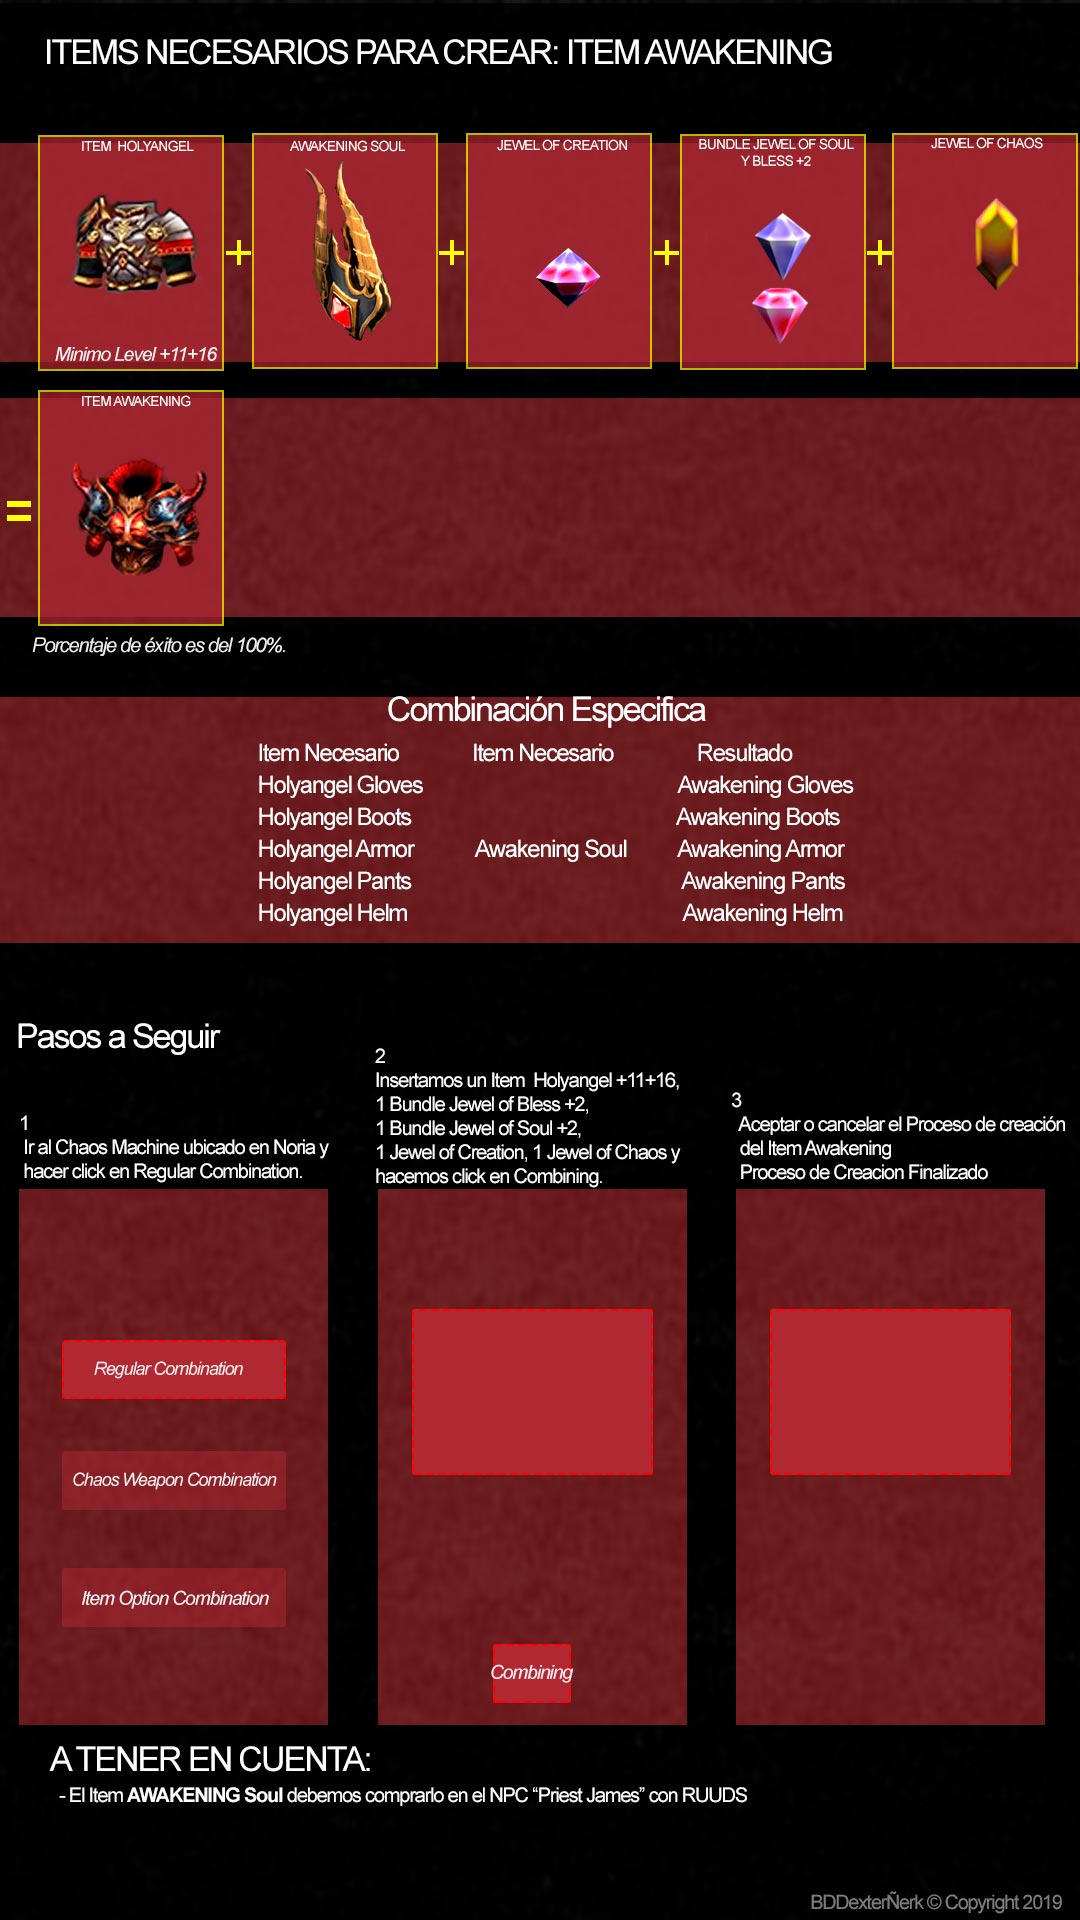 ITEMS NECESARIOS PARA CREAR: ITEM AWAKENING
ITEM HOLYANGEL
Minimo Level +11+16
+
AWAKENING SOUL
+
JEWEL OF CREATION
+
BUNDLE JEWEL OF SOUL
Y BLESS +2
+
JEWEL OF CHAOS
=
ITEM AWAKENING
Porcentaje de éxito es del 100%.
Combinación Especifica
Item Necesario Item Necesario Resultado
Holyangel Gloves Awakening Gloves
Holyangel Boots Awakening Boots
Holyangel Armor Awakening Soul Awakening Armor
Holyangel Pants Awakening Pants
Holyangel Helm Awakening Helm
Pasos a Seguir
1
Ir al Chaos Machine ubicado en Noria y
hacer click en Regular Combination.
Regular Combination
Chaos Weapon Combination
Item Option Combination
2
Insertamos un Item Holyangel +11+16,
1 Bundle Jewel of Bless +2,
1 Bundle Jewel of Soul +2,
1 Jewel of Creation, 1 Jewel of Chaos y
hacemos click en Combining.
Combining
3
Aceptar o cancelar el Proceso de creación
del Item Awakening
Proceso de Creacion Finalizado
A TENER EN CUENTA:
- El Item AWAKENING Soul debemos comprarlo en el NPC “Priest James” con RUUDS
BDDexterÑerk © Copyright 2019